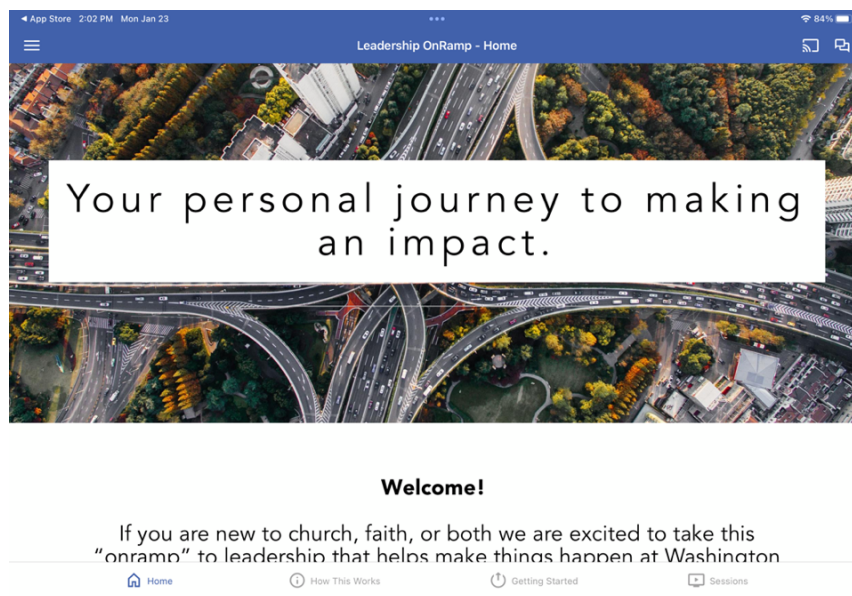 App Store 2:02 PM Mon Jan 23
84%
Leadership OnRamp - Home
Your personal journey to making
an impact.
Welcome!
If you are new to church, faith, or both we are excited to take this
“onramp” to leadership that helps make things happen at Washington
Home
How This Works
Getting Started
Sessions